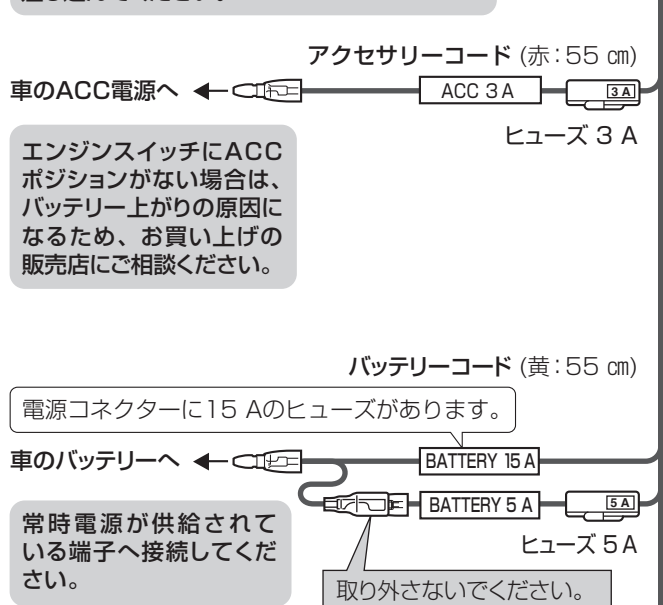 アクセサリーコード (赤：55 ㎝)
車のACC電源へ
ACC 3 A
3 A
ヒューズ 3 A
エンジンスイッチにACC
ポジションがない場合は、
バッテリー上がりの原因に
なるため、お買い上げの
販売店にご相談ください。
バッテリーコード (黄：55 ㎝)
電源コネクターに15 Aのヒューズがあります。
車のバッテリーへ
BATTERY 15 A
BATTERY 5 A
5 A
ヒューズ 5 A
常時電源が供給されて
いる端子へ接続してくだ
さい。
取り外さないでください。